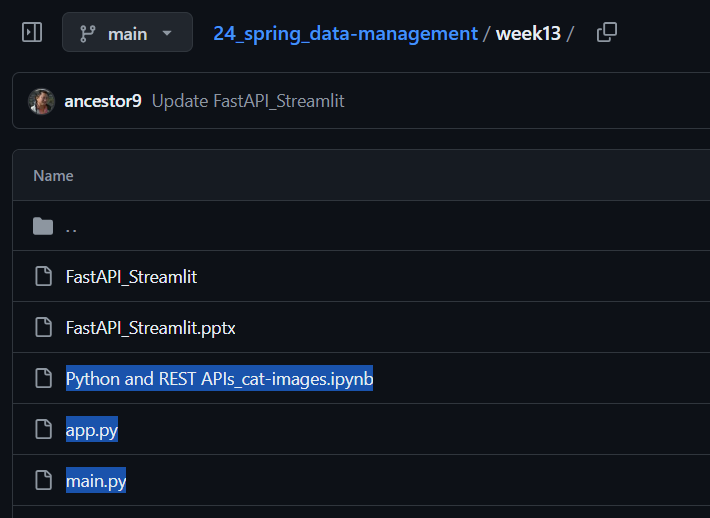 main
24_spring_data-management / week13 /
ancestor9 Update FastAPI_Streamlit
Name
..
FastAPI_Streamlit
FastAPI_Streamlit.pptx
Python and REST APIs_cat-images.ipynb
app.py
main.py